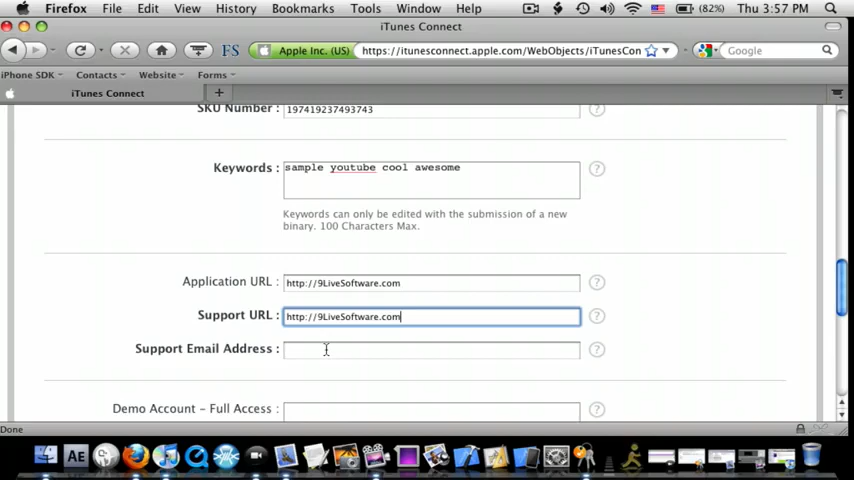 Firefox File Edit View History Bookmarks Tools Window Help (82%) Thu 3:57 PM
iTunes Connect
FS Apple Inc. (US) https://itunesconnect.apple.com/WebObjects/iTunesCon Google
iPhone SDK Contacts Website Forms
iTunes Connect
SKU Number : 197419237493743 ?
Keywords : sample youtube cool awesome ?
Keywords can only be edited with the submission of a new
binary. 100 Characters Max.
Application URL : http://9LiveSoftware.com ?
Support URL : http://9LiveSoftware.com ?
Support Email Address : ?
Demo Account – Full Access : ?
Done
AE